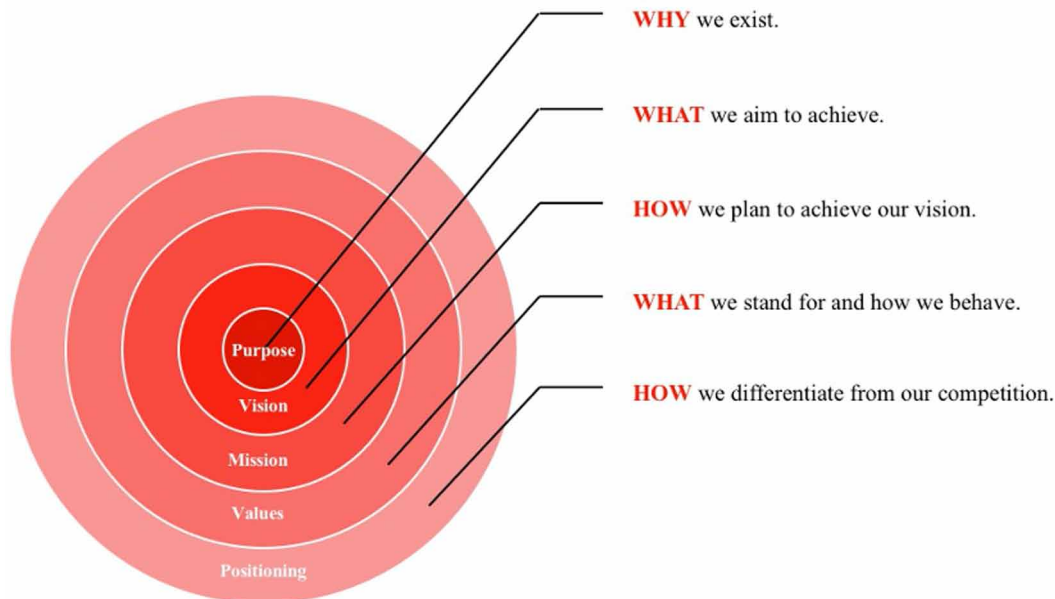 WHY we exist.
WHAT we aim to achieve.
HOW we plan to achieve our vision.
WHAT we stand for and how we behave.
HOW we differentiate from our competition.
Purpose
Vision
Mission
Values
Positioning